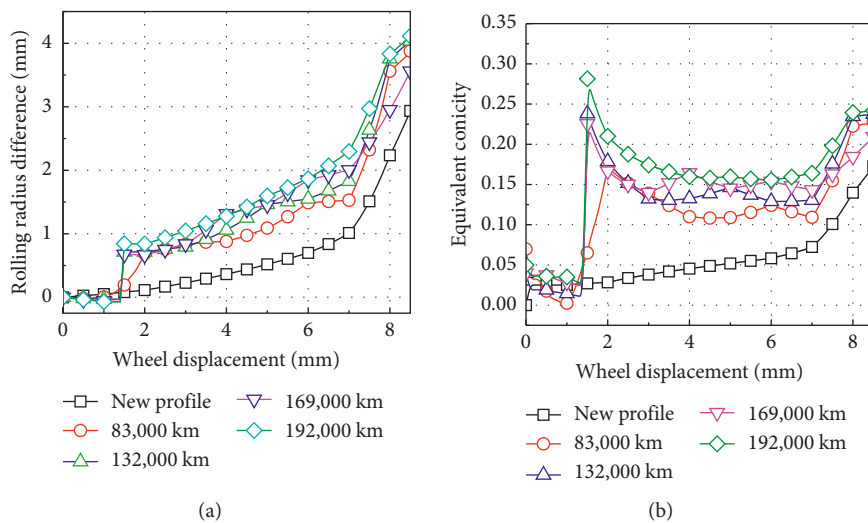 4
3
2
1
0
0
2
4
6
8
Rolling radius difference (mm)
Wheel displacement (mm)
New profile
83,000 km
132,000 km
169,000 km
192,000 km
(a)
0.35
0.30
0.25
0.20
0.15
0.10
0.05
0.00
0
2
4
6
8
Equivalent conicity
Wheel displacement (mm)
New profile
83,000 km
132,000 km
169,000 km
192,000 km
(b)